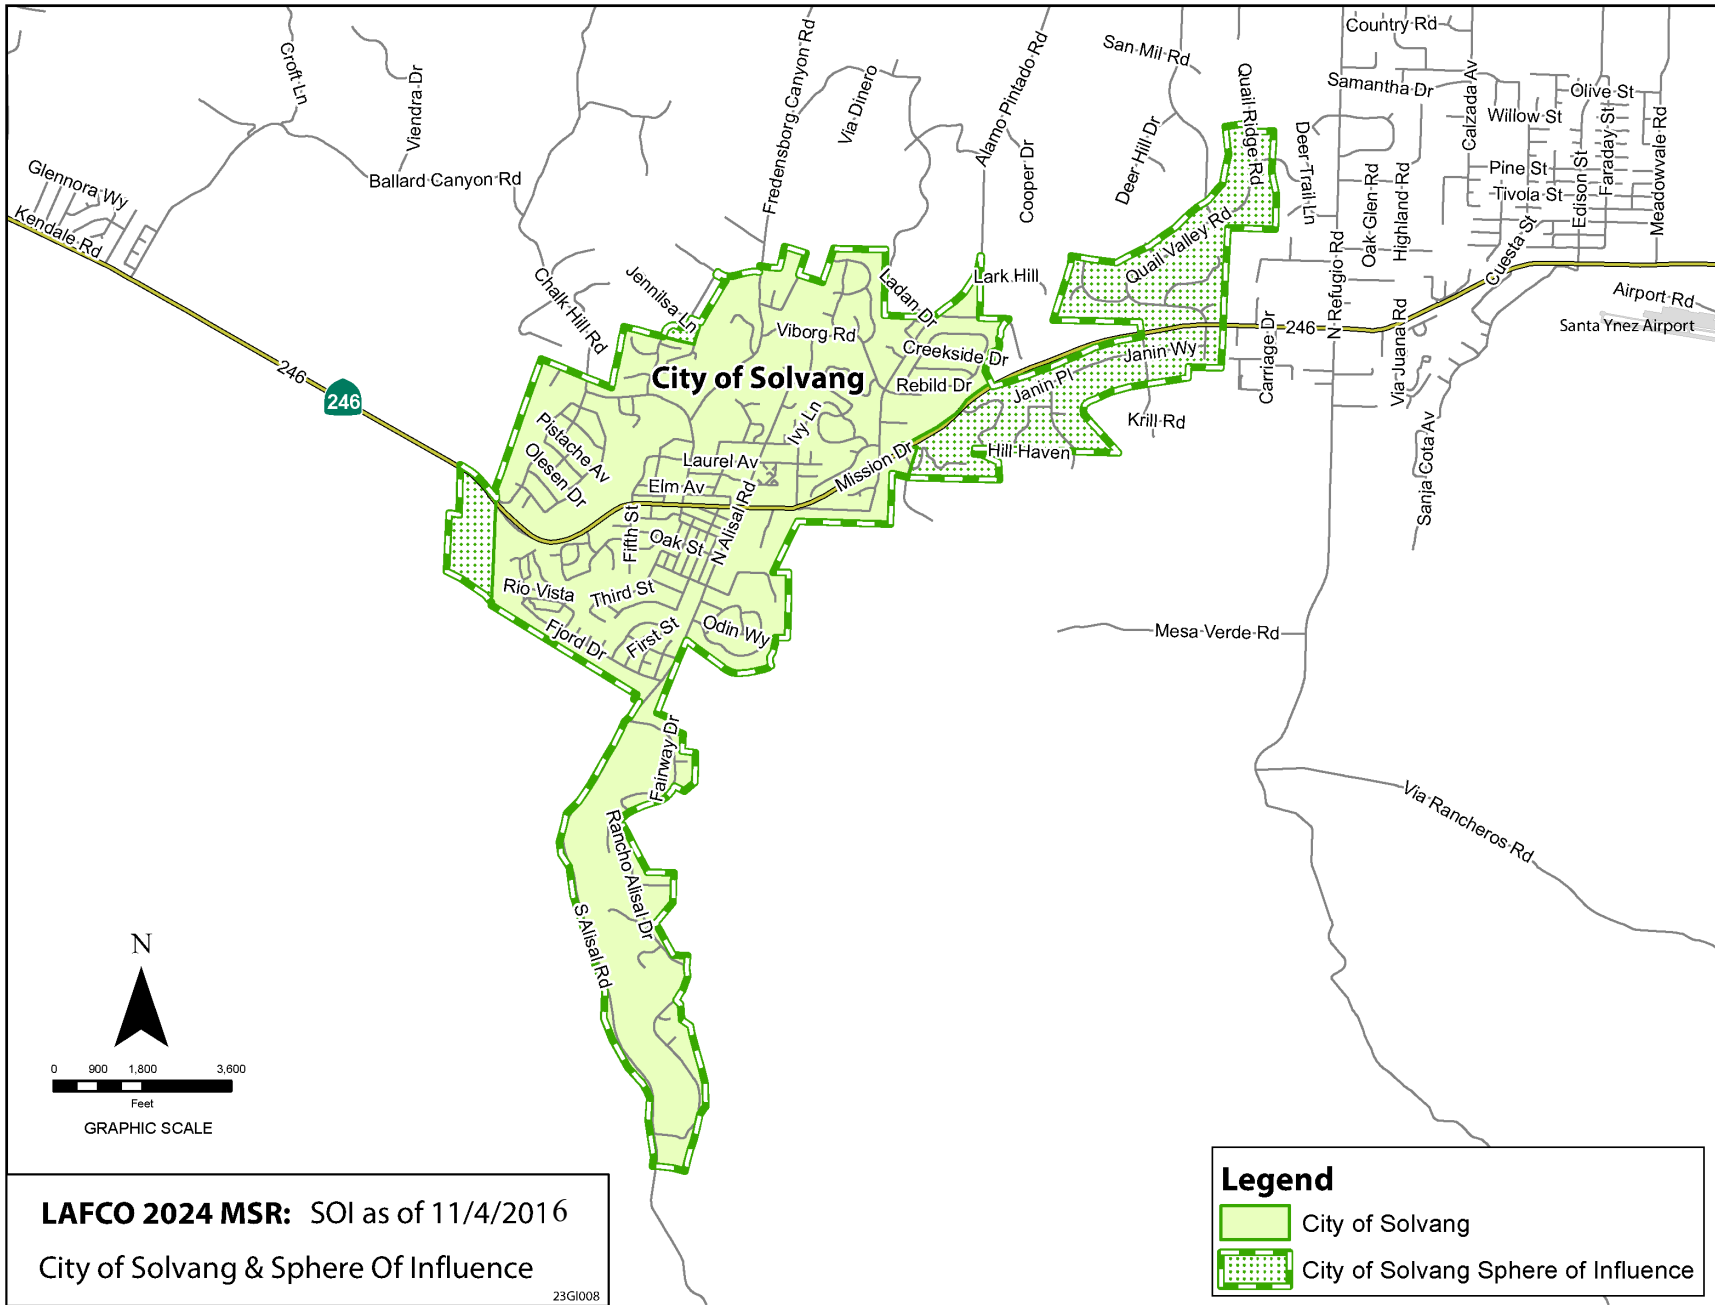 Country Rd
Croft Ln
Viendra Dr
Fredensborg Canyon Rd
Via Dinero
Alamo Pintado Rd
San Mil Rd
Quail Ridge Rd
Samantha Dr
Calzada Av
Olive St
Willow St
Faraday St
Meadowvale Rd
Glennora Wy
Ballard Canyon Rd
Cooper Dr
Deer Hill Dr
Deer Trail Ln
Oak Glen Rd
Highland Rd
Pine St
Tivola St
Edison St
Kendale Rd
Chalk Hill Rd
Jennilsa Ln
Ladan Dr
Lark Hill
Quail Valley Rd
N Refugio Rd
Cuesta St
Airport Rd
Santa Ynez Airport
Viborg Rd
Creekside Dr
246
Janin Wy
Carriage Dr
Via Juana Rd
246
246
City of Solvang
Rebild Dr
Janin Pl
Krill Rd
Pistache Av
Olesen Dr
Ivy Ln
Laurel Av
Elm Av
Mission Dr
Hill Haven
Sanja Cota Av
Fifth St
Oak St
N Alisal Rd
Rio Vista
Third St
Fjord Dr
First St
Odin Wy
Mesa Verde Rd
Fairway Dr
Via Rancheros Rd
Rancho Alisal Dr
S Alisal Rd
N
0 900 1,800 3,600
Feet
GRAPHIC SCALE
LAFCO 2024 MSR: SOI as of 11/4/2016
City of Solvang & Sphere Of Influence
23GI008
Legend
City of Solvang
City of Solvang Sphere of Influence